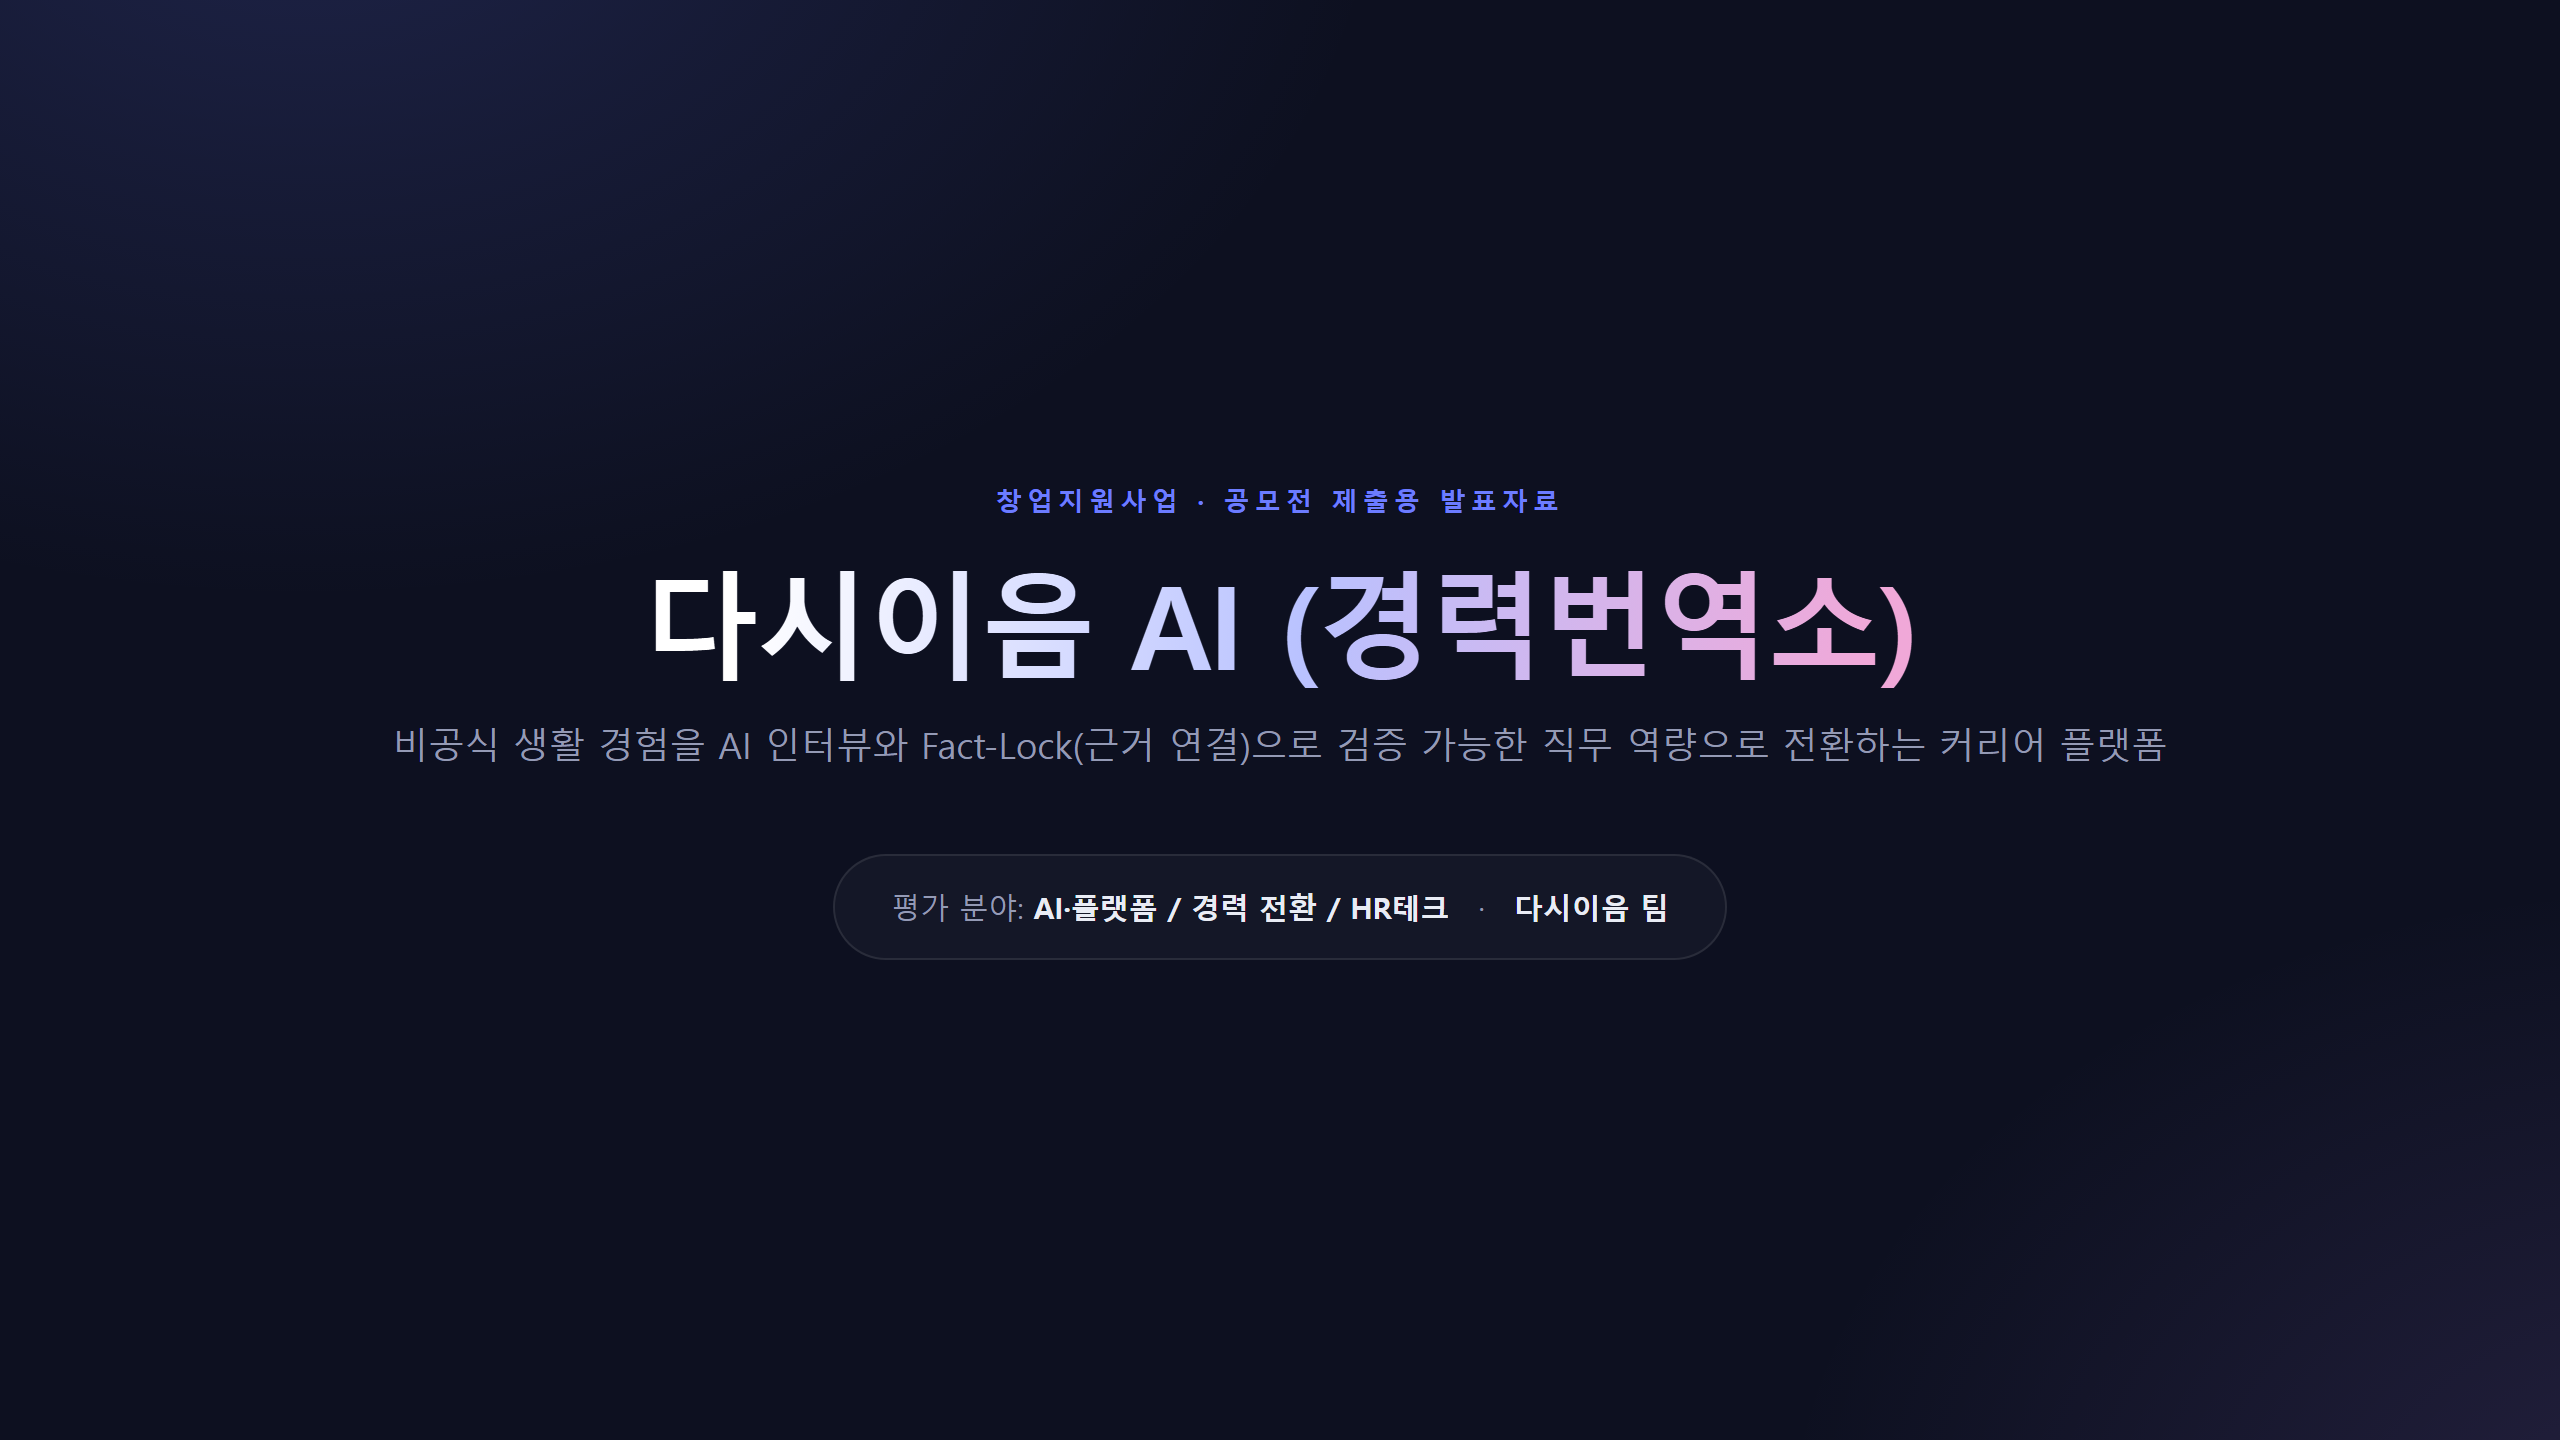 창업지원사업 · 공모전 제출용 발표자료
다시이음 AI (경력번역소)
비공식 생활 경험을 AI 인터뷰와 Fact-Lock(근거 연결)으로 검증 가능한 직무 역량으로 전환하는 커리어 플랫폼
평가 분야: AI·플랫폼 / 경력 전환 / HR테크 · 다시이음 팀